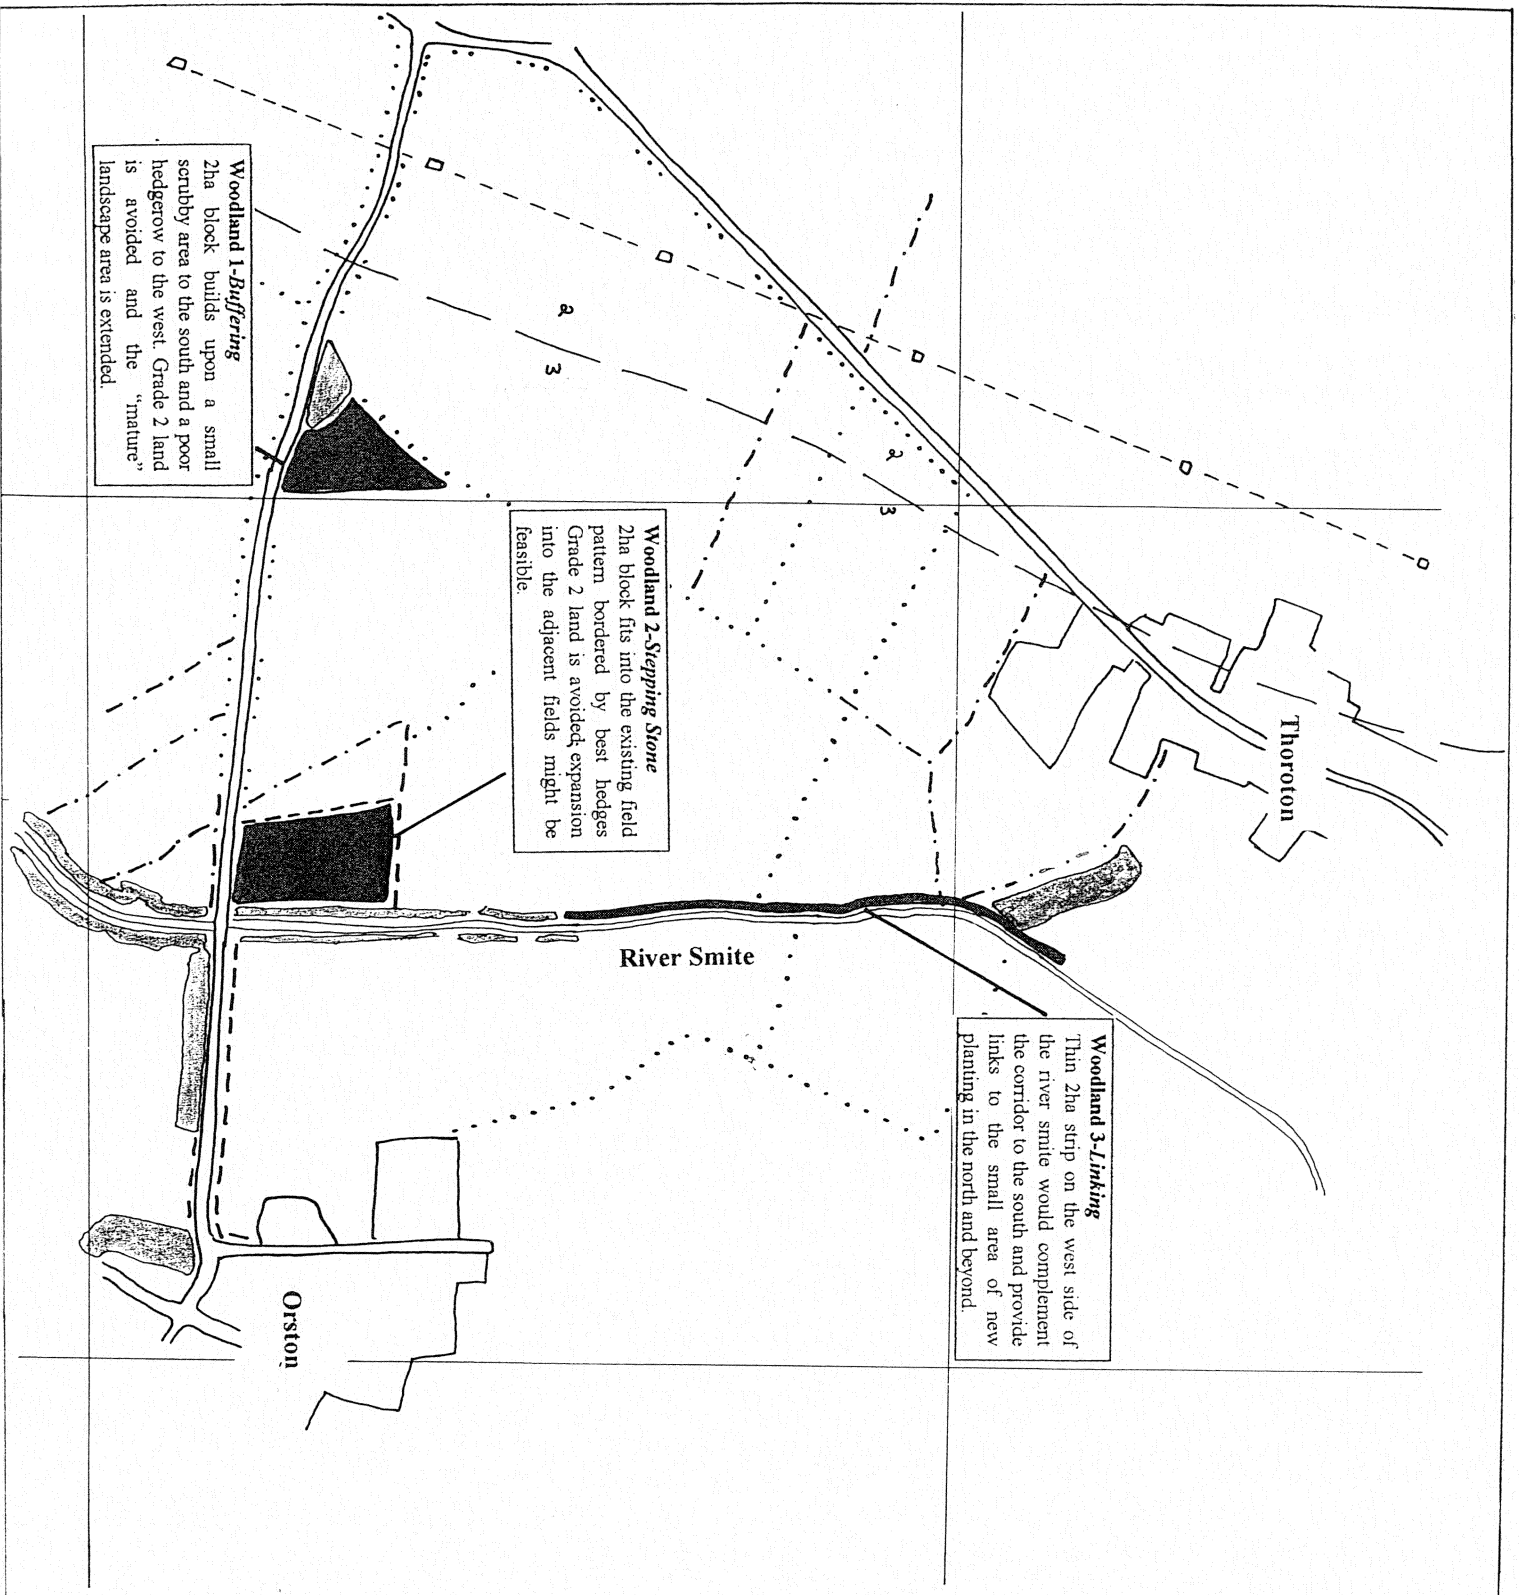 Thoroton
Woodland 3-Linking
Thin 2ha strip on the west side of
the river smite would complement
the corridor to the south and provide
links to the small area of new
planting in the north and beyond.
2
3
River Smite
Woodland 2-Stepping Stone
2ha block fits into the existing field
pattern bordered by best hedges
Grade 2 land is avoided; expansion
into the adjacent fields might be
feasible.
2
3
Orston
Woodland 1-Buffering
2ha block builds upon a small
scrubby area to the south and a poor
hedgerow to the west. Grade 2 land
is avoided and the "mature"
landscape area is extended.